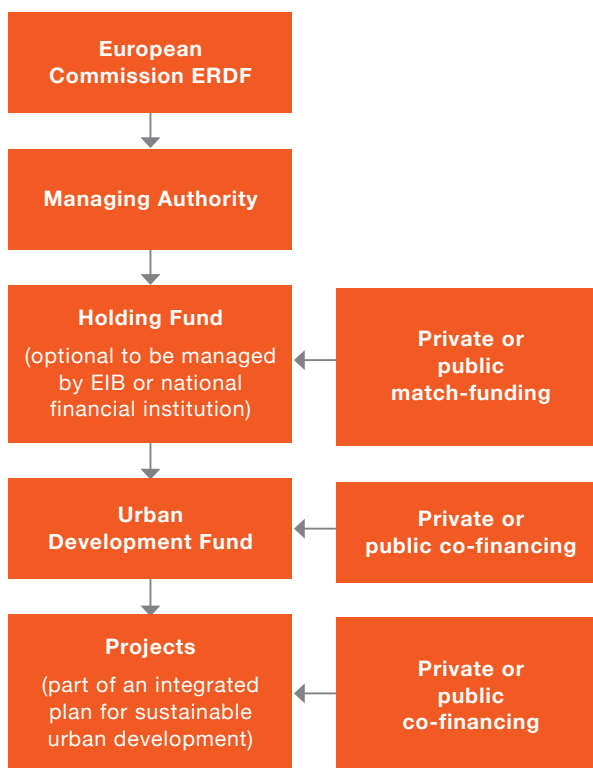 European
Commission ERDF
Managing Authority
Holding Fund
(optional to be managed
by EIB or national
financial institution)
Private or
public
match-funding
Urban
Development Fund
Private or
public co-financing
Projects
(part of an integrated
plan for sustainable
urban development)
Private or
public
co-financing